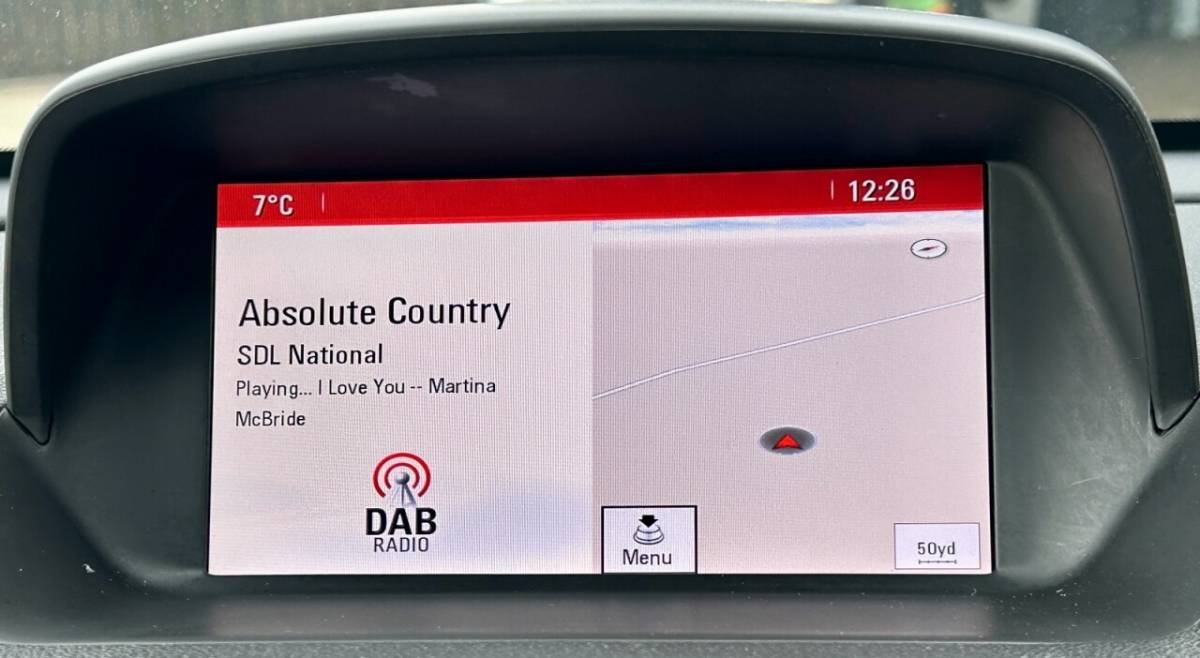 7°C
12:26
Absolute Country
SDL National
Playing... I Love You -- Martina
McBride
DAB
RADIO
Menu
50yd